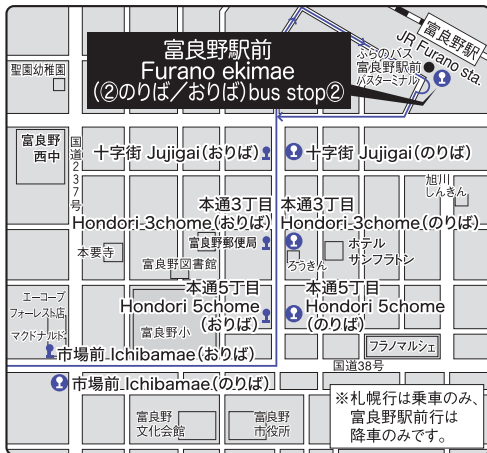 富良野駅前
Furano ekimae
(②のりば／おりば)bus stop②
富良野駅
JR Furano sta.
ふらのバス
富良野駅前
バスターミナル
聖園幼稚園
富良野
西中
国道237号
十字街 Jujigai(おりば)
十字街 Jujigai(のりば)
旭川
しんきん
本通3丁目
Hondori 3chome(おりば)
本通3丁目
Hondori 3chome(のりば)
富良野郵便局
本要寺
富良野図書館
ろうきん
ホテル
サンフラトン
本通5丁目
Hondori 5chome
(おりば)
本通5丁目
Hondori 5chome
(のりば)
エーコープ
フォーレスト店
マクドナルド
富良野小
フラノマルシェ
市場前 Ichibamae(おりば)
国道38号
市場前 Ichibamae(のりば)
富良野
文化会館
富良野
市役所
※札幌行は乗車のみ、
富良野駅前行は
降車のみです。